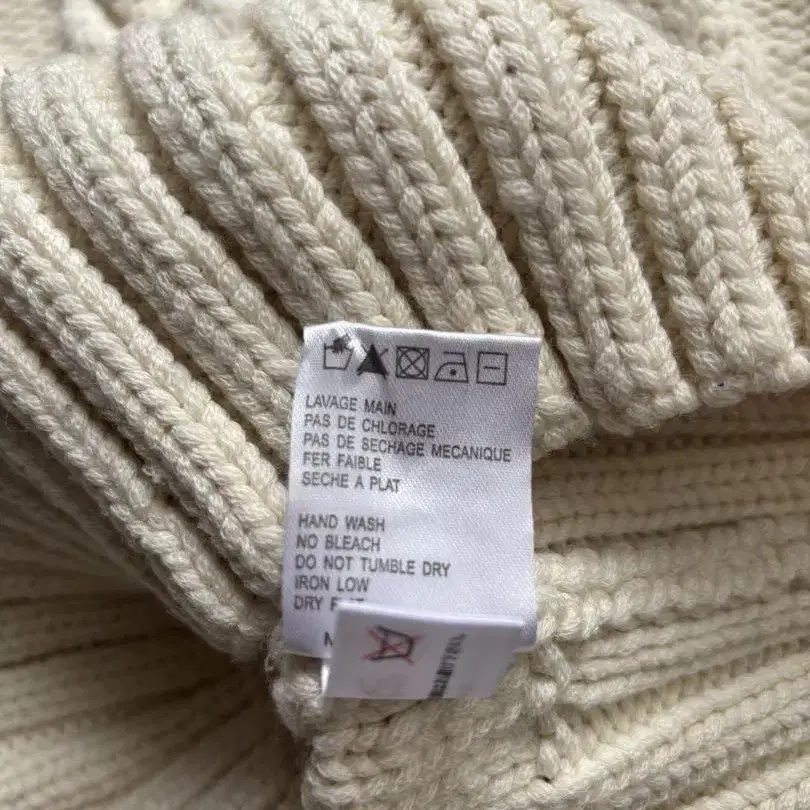 LAVAGE MAIN
PAS DE CHLORAGE
PAS DE SECHAGE MECANIQUE
FER FAIBLE
SECHE A PLAT
HAND WASH
NO BLEACH
DO NOT TUMBLE DRY
IRON LOW
DRY